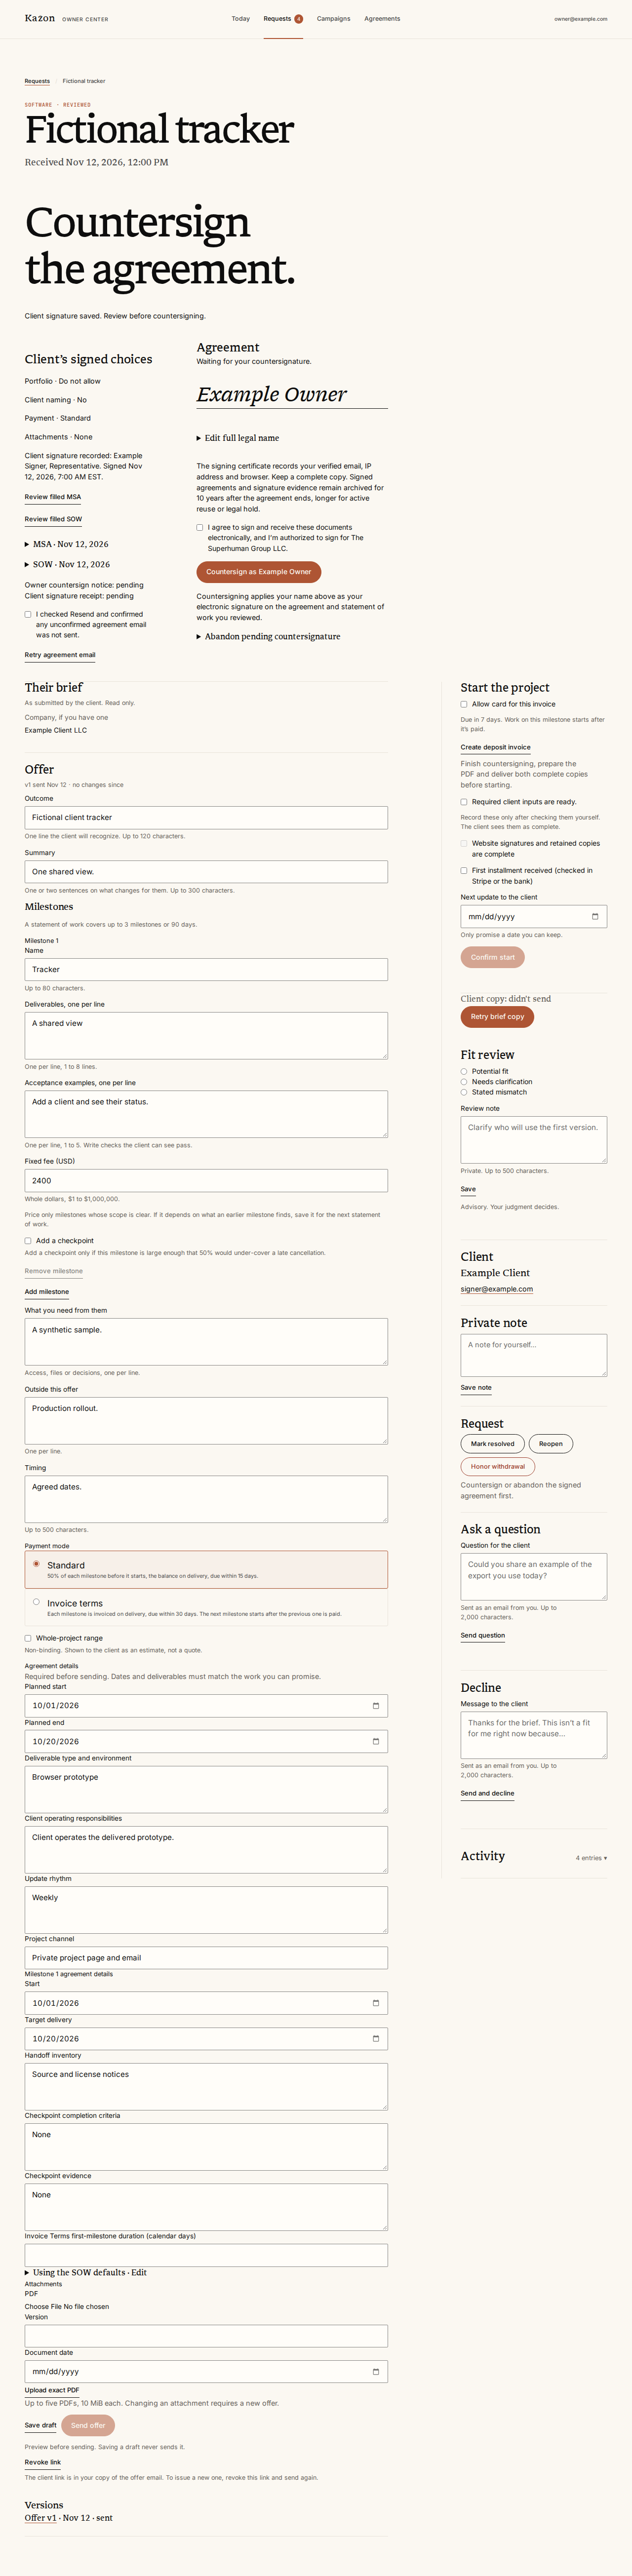 Kazon OWNER CENTER
Today
Requests 4
Campaigns
Agreements
owner@example.com
Requests / Fictional tracker
SOFTWARE · REVIEWED
Fictional tracker
Received Nov 12, 2026, 12:00 PM
Countersign
the agreement.
Client signature saved. Review before countersigning.
Client’s signed choices
Portfolio · Do not allow
Client naming · No
Payment · Standard
Attachments · None
Client signature recorded: Example
Signer, Representative. Signed Nov
12, 2026, 7:00 AM EST.
Review filled MSA
Review filled SOW
MSA · Nov 12, 2026
SOW · Nov 12, 2026
Owner countersign notice: pending
Client signature receipt: pending
I checked Resend and confirmed
any unconfirmed agreement email
was not sent.
Retry agreement email
Agreement
Waiting for your countersignature.
Example Owner
Edit full legal name
The signing certificate records your verified email, IP
address and browser. Keep a complete copy. Signed
agreements and signature evidence remain archived for
10 years after the agreement ends, longer for active
reuse or legal hold.
I agree to sign and receive these documents
electronically, and I’m authorized to sign for The
Superhuman Group LLC.
Countersign as Example Owner
Countersigning applies your name above as your
electronic signature on the agreement and statement of
work you reviewed.
Abandon pending countersignature
Their brief
As submitted by the client. Read only.
Company, if you have one
Example Client LLC
Offer
v1 sent Nov 12 · no changes since
Outcome
Fictional client tracker
One line the client will recognize. Up to 120 characters.
Summary
One shared view.
One or two sentences on what changes for them. Up to 300 characters.
Milestones
A statement of work covers up to 3 milestones or 90 days.
Milestone 1
Name
Tracker
Up to 80 characters.
Deliverables, one per line
A shared view
One per line, 1 to 8 lines.
Acceptance examples, one per line
Add a client and see their status.
One per line, 1 to 5. Write checks the client can see pass.
Fixed fee (USD)
2400
Whole dollars, $1 to $1,000,000.
Price only milestones whose scope is clear. If it depends on what an earlier milestone finds, save it for the next statement
of work.
Add a checkpoint
Add a checkpoint only if this milestone is large enough that 50% would under-cover a late cancellation.
Remove milestone
Add milestone
What you need from them
A synthetic sample.
Access, files or decisions, one per line.
Outside this offer
Production rollout.
One per line.
Timing
Agreed dates.
Up to 500 characters.
Payment mode
Standard
50% of each milestone before it starts, the balance on delivery, due within 15 days.
Invoice terms
Each milestone is invoiced on delivery, due within 30 days. The next milestone starts after the previous one is paid.
Whole-project range
Non-binding. Shown to the client as an estimate, not a quote.
Agreement details
Required before sending. Dates and deliverables must match the work you can promise.
Planned start
10/01/2026
Planned end
10/20/2026
Deliverable type and environment
Browser prototype
Client operating responsibilities
Client operates the delivered prototype.
Update rhythm
Weekly
Project channel
Private project page and email
Milestone 1 agreement details
Start
10/01/2026
Target delivery
10/20/2026
Handoff inventory
Source and license notices
Checkpoint completion criteria
None
Checkpoint evidence
None
Invoice Terms first-milestone duration (calendar days)
Using the SOW defaults · Edit
Attachments
PDF
Choose File No file chosen
Version
Document date
mm/dd/yyyy
Upload exact PDF
Up to five PDFs, 10 MiB each. Changing an attachment requires a new offer.
Save draft
Send offer
Preview before sending. Saving a draft never sends it.
Revoke link
The client link is in your copy of the offer email. To issue a new one, revoke this link and send again.
Versions
Offer v1 · Nov 12 · sent
Start the project
Allow card for this invoice
Due in 7 days. Work on this milestone starts after
it’s paid.
Create deposit invoice
Finish countersigning, prepare the
PDF and deliver both complete copies
before starting.
Required client inputs are ready.
Record these only after checking them yourself.
The client sees them as complete.
Website signatures and retained copies
are complete
First installment received (checked in
Stripe or the bank)
Next update to the client
mm/dd/yyyy
Only promise a date you can keep.
Confirm start
Client copy: didn’t send
Retry brief copy
Fit review
Potential fit
Needs clarification
Stated mismatch
Review note
Clarify who will use the first version.
Private. Up to 500 characters.
Save
Advisory. Your judgment decides.
Client
Example Client
signer@example.com
Private note
A note for yourself…
Save note
Request
Mark resolved
Reopen
Honor withdrawal
Countersign or abandon the signed
agreement first.
Ask a question
Question for the client
Could you share an example of the
export you use today?
Sent as an email from you. Up to
2,000 characters.
Send question
Decline
Message to the client
Thanks for the brief. This isn’t a fit
for me right now because…
Sent as an email from you. Up to
2,000 characters.
Send and decline
Activity
4 entries